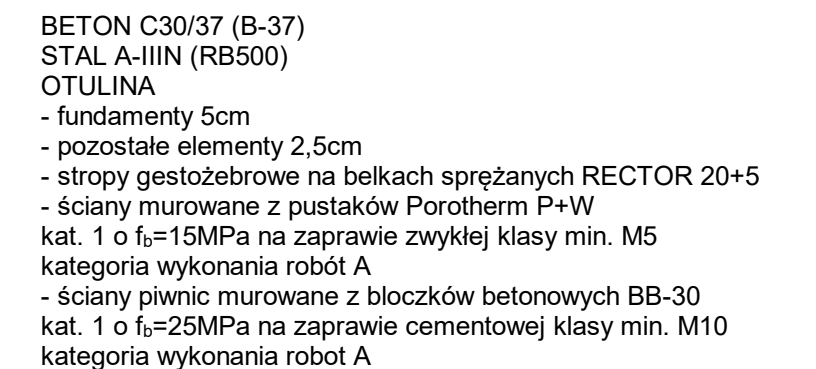 BETON C30/37 (B-37)
STAL A-IIIN (RB500)
OTULINA
- fundamenty 5cm
- pozostałe elementy 2,5cm
- stropy gestożebrowe na belkach sprężanych RECTOR 20+5
- ściany murowane z pustaków Porotherm P+W
kat. 1 o fb=15MPa na zaprawie zwykłej klasy min. M5
kategoria wykonania robót A
- ściany piwnic murowane z bloczków betonowych BB-30
kat. 1 o fb=25MPa na zaprawie cementowej klasy min. M10
kategoria wykonania robot A